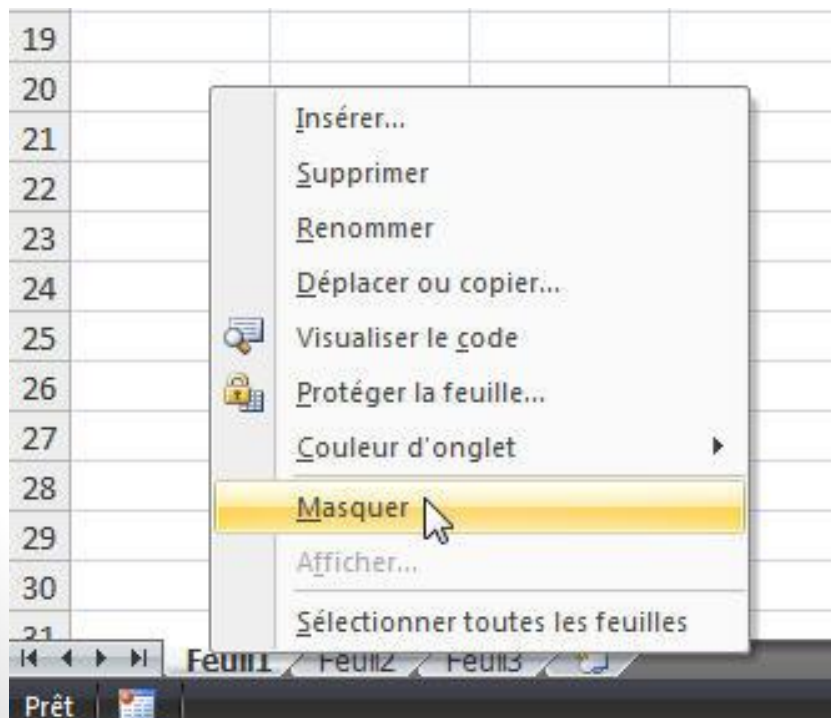 19
20
21
22
23
24
25
26
27
28
29
30
31
Insérer...
Supprimer
Renommer
Déplacer ou copier...
Visualiser le code
Protéger la feuille...
Couleur d'onglet
Masquer
Afficher...
Sélectionner toutes les feuilles
Feuil1 Feuil2 Feuil3
Prêt